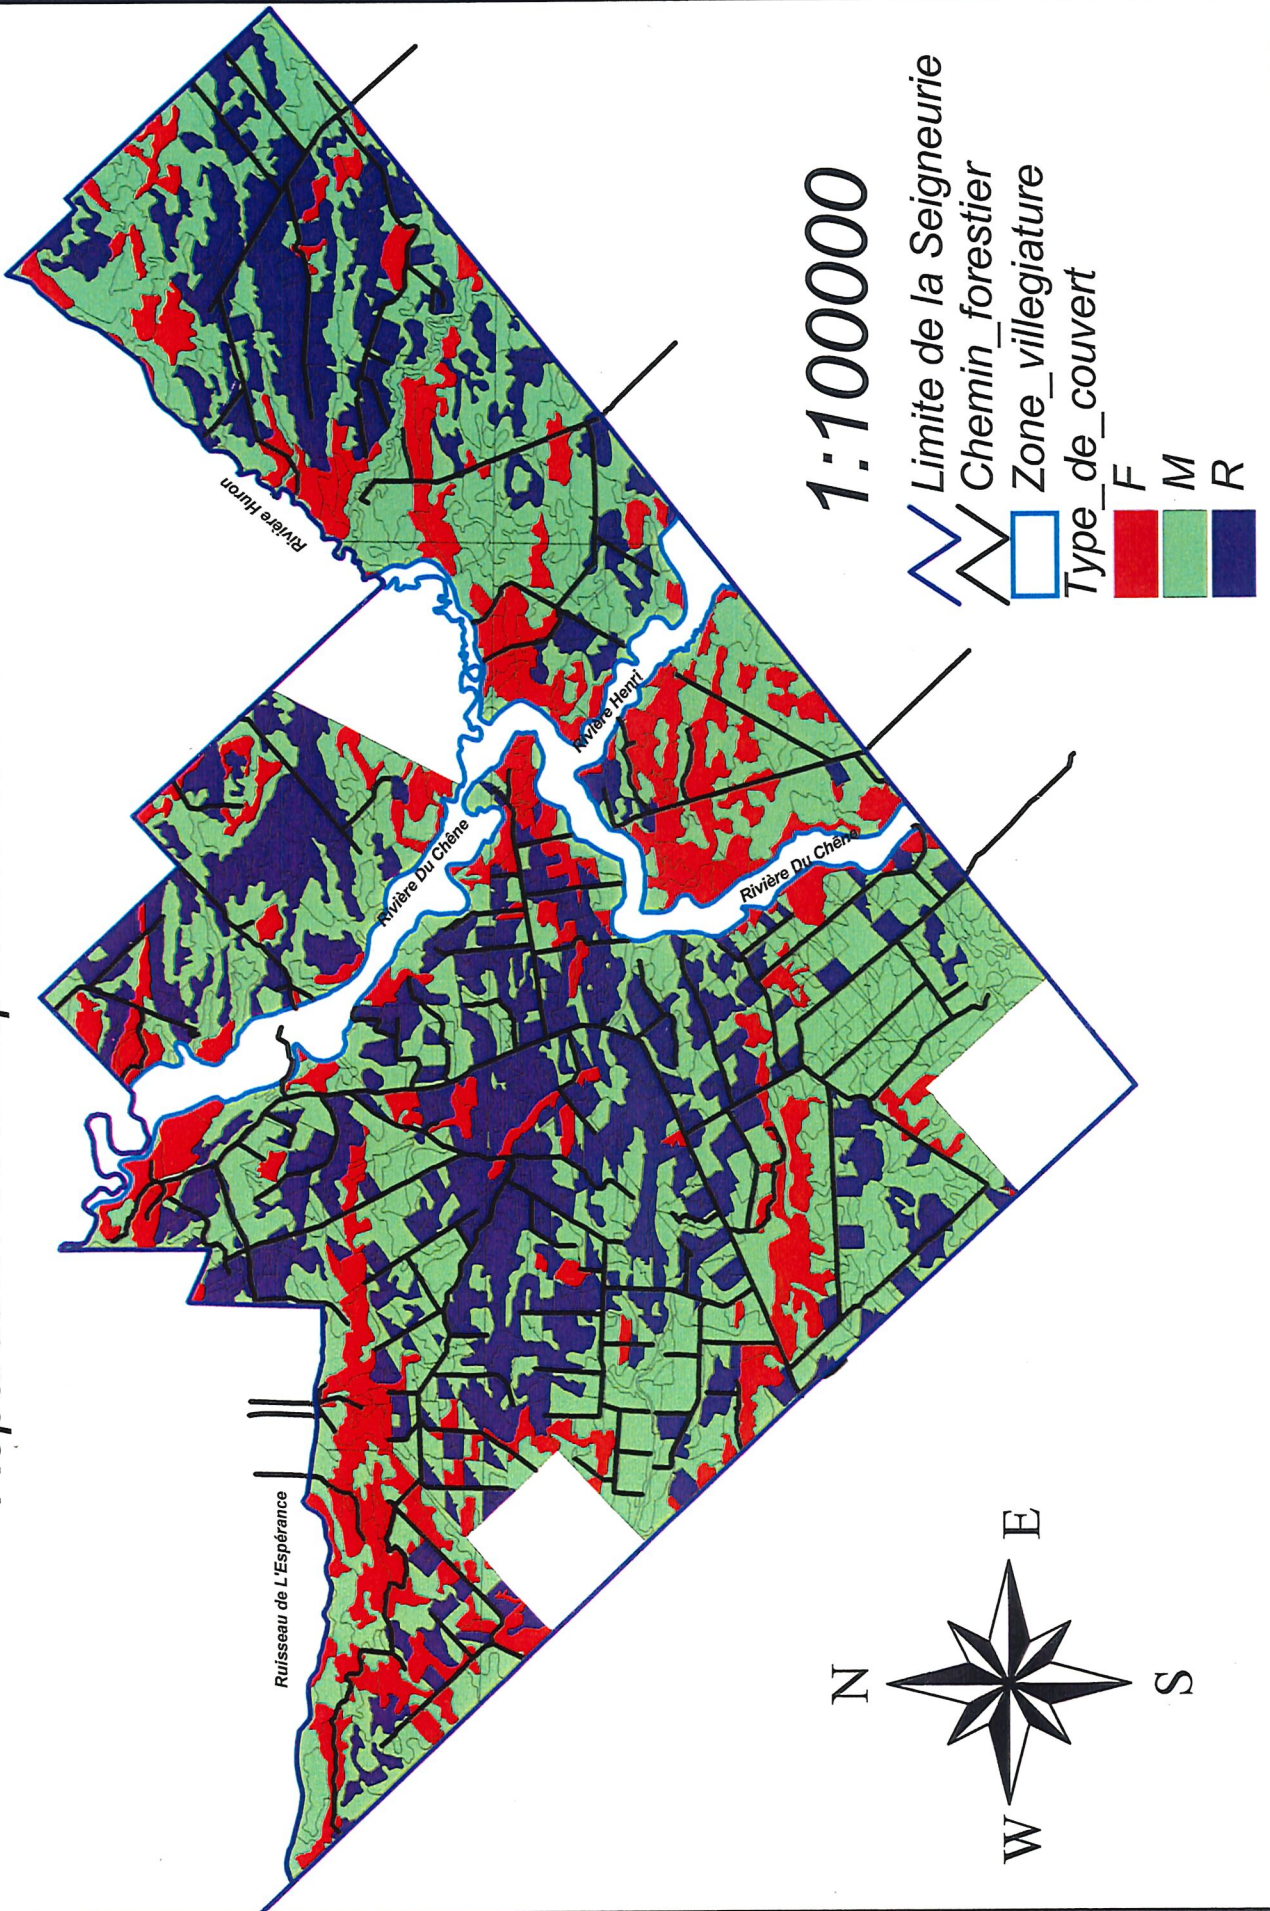 Rivière Huron
Rivière Henri
Rivière Du Chêne
Rivière Du Chêne
Ruisseau de L'Espérance
1:100000
Limite de la Seigneurie
Chemin_forestier
Zone_villegiature
Type_de_couvert
F
M
R
N
E
S
W